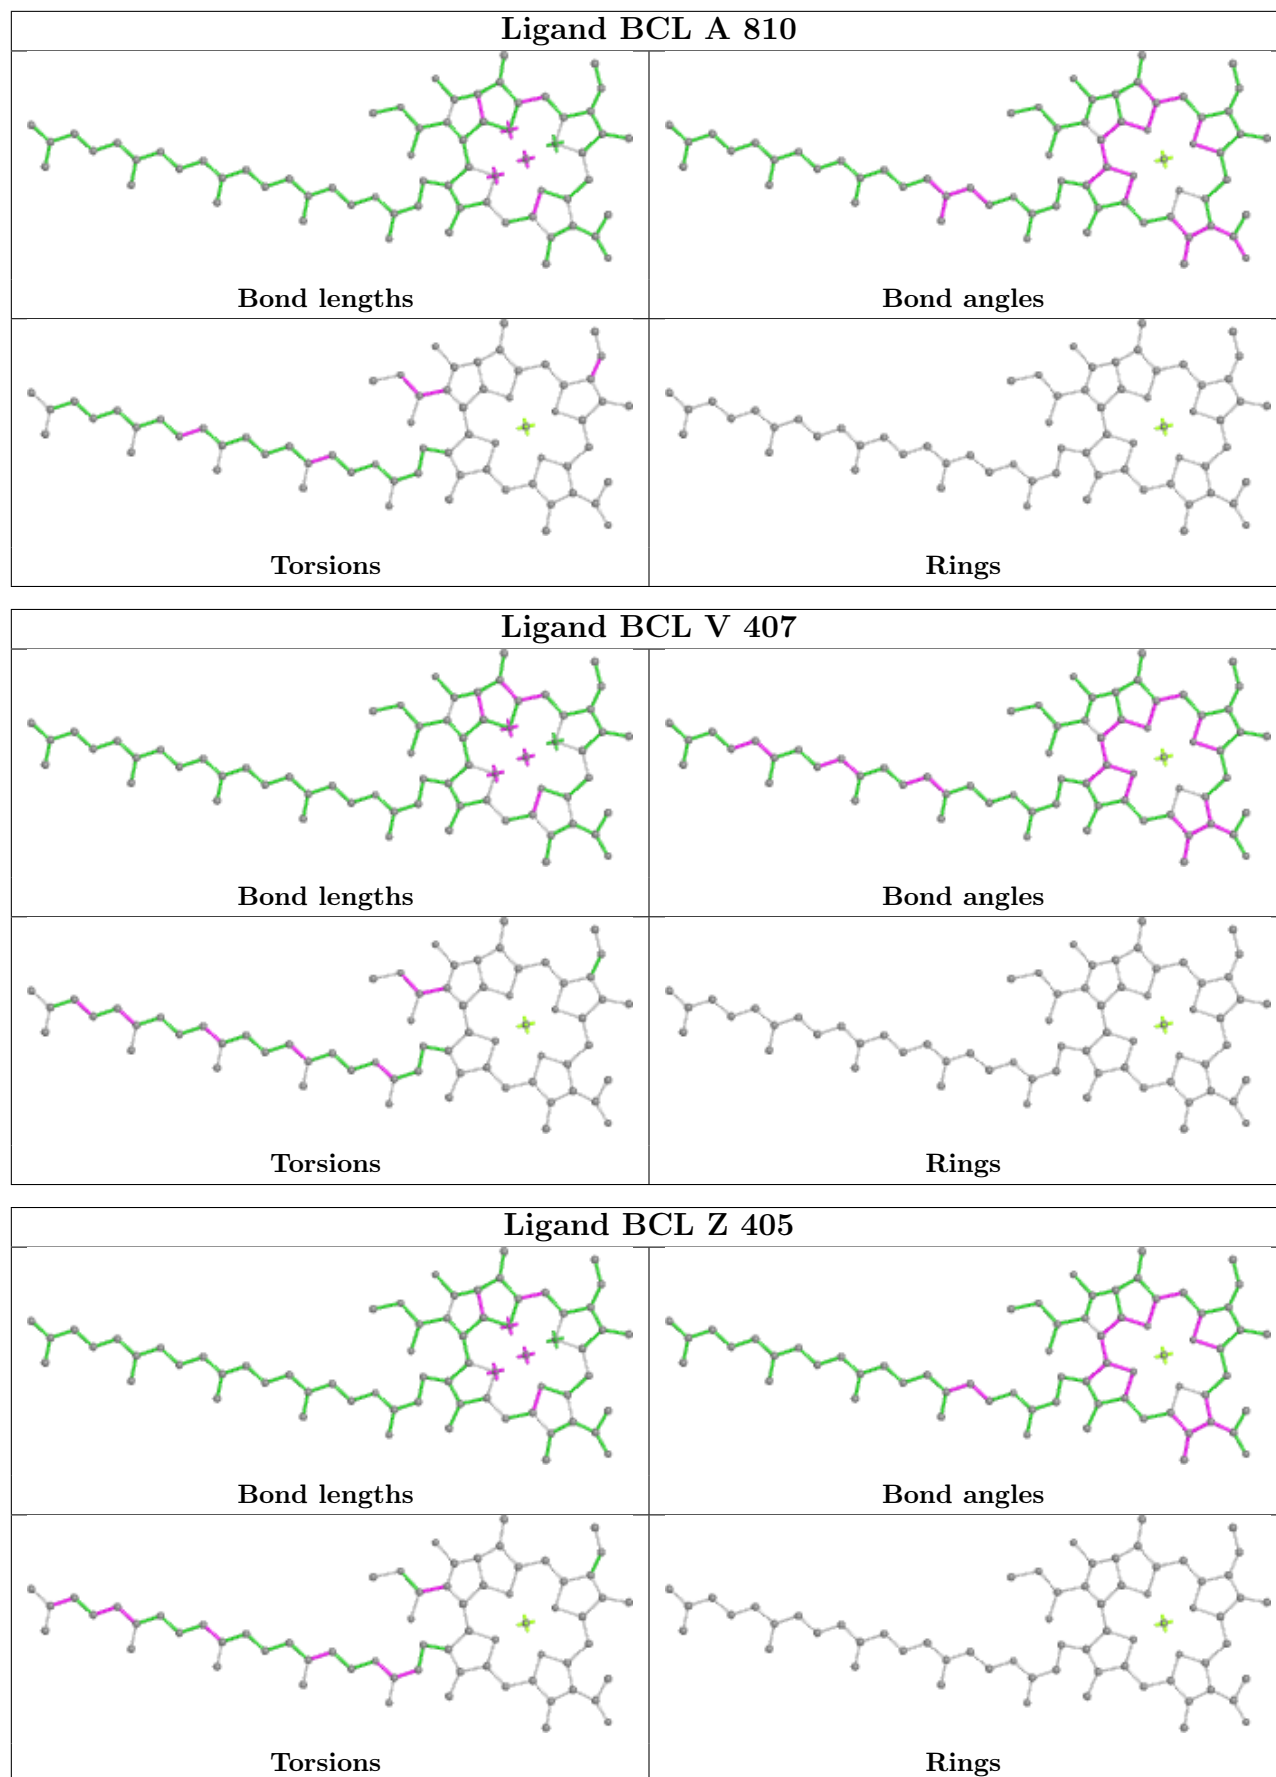 Ligand BCL A 810
Bond lengths
Bond angles
Torsions
Rings
Ligand BCL V 407
Bond lengths
Bond angles
Torsions
Rings
Ligand BCL Z 405
Bond lengths
Bond angles
Torsions
Rings